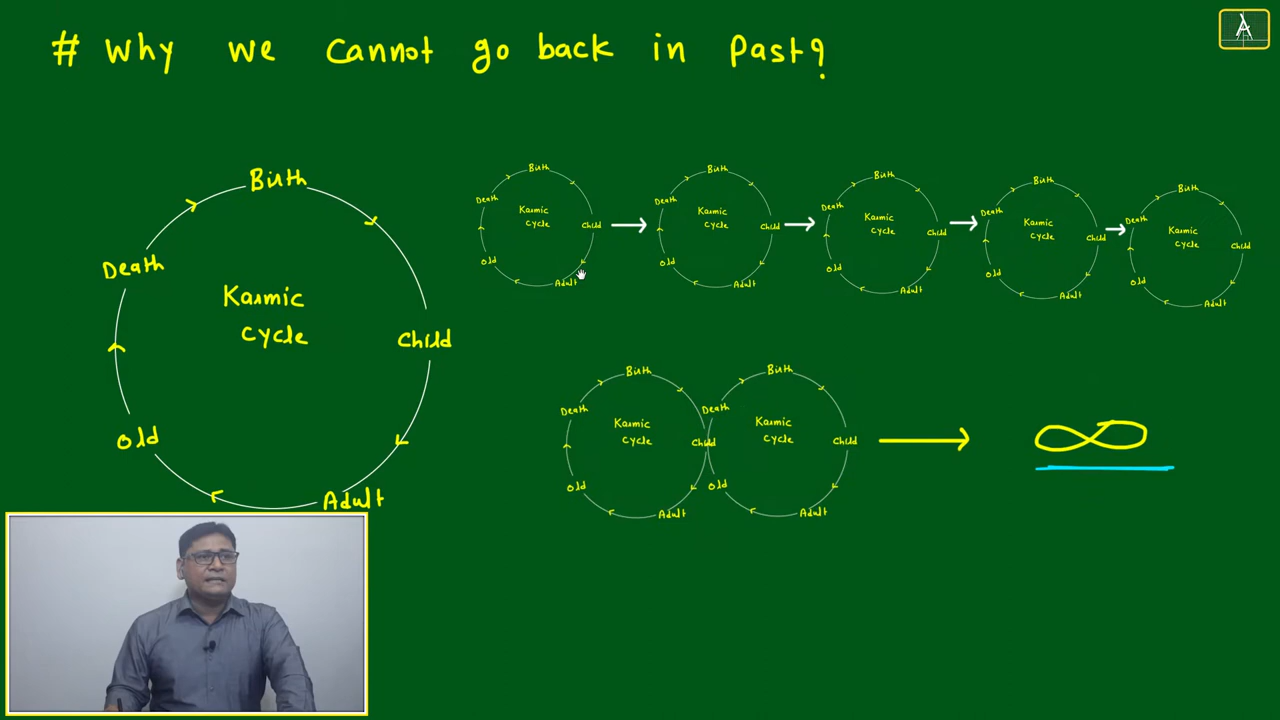 # Why we cannot go back in Past?
Birth
Child
Adult
Old
Death
Karmic
cycle
Birth
Child
Adult
Old
Death
Karmic
cycle
Birth
Child
Adult
Old
Death
Karmic
cycle
Birth
Child
Adult
Old
Death
Karmic
cycle
Birth
Child
Adult
Old
Death
Karmic
cycle
Birth
Child
Adult
Old
Death
Karmic
cycle
Birth
Child
Adult
Old
Death
Karmic
cycle
Birth
Child
Adult
Old
Death
Karmic
cycle
∞
A